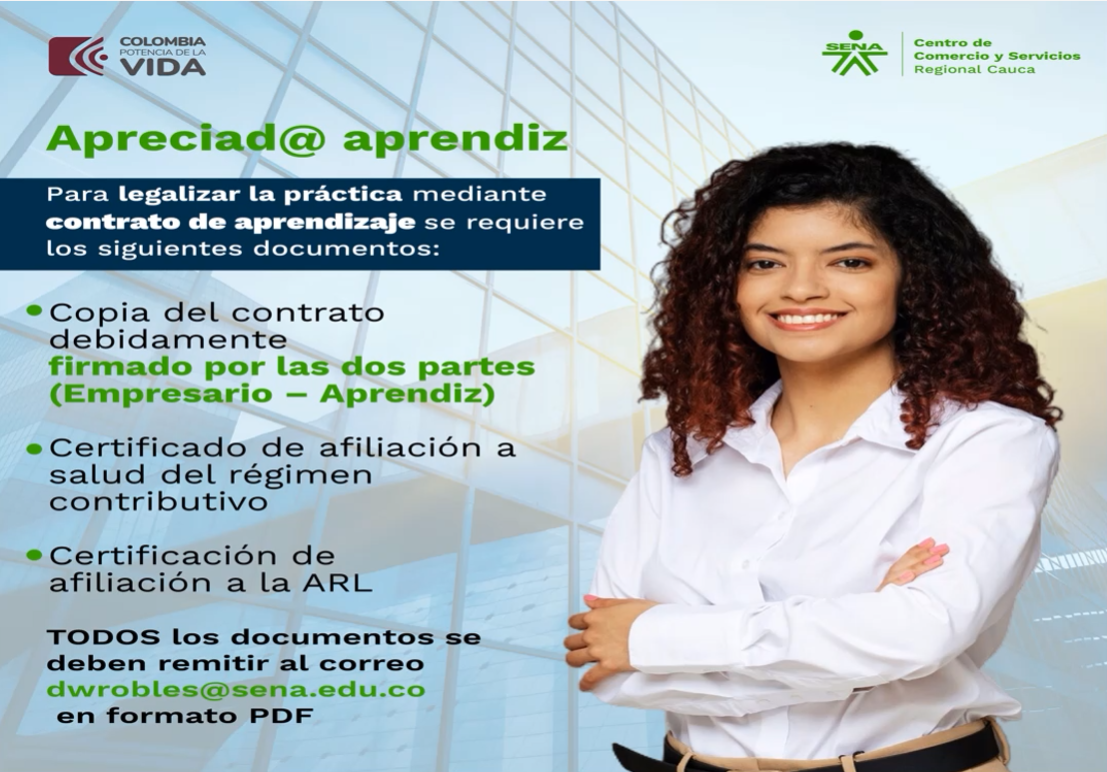 COLOMBIA
POTENCIA DE LA
VIDA
SENA
Centro de
Comercio y Servicios
Regional Cauca
Apreciad@ aprendiz
Para legalizar la práctica mediante
contrato de aprendizaje se requiere
los siguientes documentos:
Copia del contrato
debidamente
firmado por las dos partes
(Empresario – Aprendiz)
Certificado de afiliación a
salud del régimen
contributivo
Certificación de
afiliación a la ARL
TODOS los documentos se
deben remitir al correo
dwrobles@sena.edu.co
en formato PDF